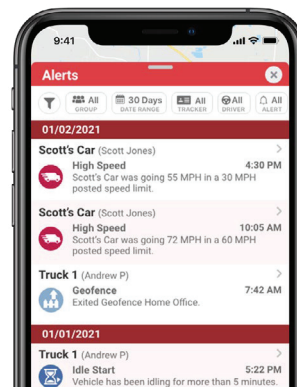 9:41
Alerts
All GROUP 30 Days DATE RANGE All TRACKER All DRIVER All ALERT
01/02/2021
Scott's Car (Scott Jones)
High Speed 4:30 PM
Scott's Car was going 55 MPH in a 30 MPH
posted speed limit.
Scott's Car (Scott Jones)
High Speed 10:05 AM
Scott's Car was going 72 MPH in a 60 MPH
posted speed limit.
Truck 1 (Andrew P)
Geofence 7:42 AM
Exited Geofence Home Office.
01/01/2021
Truck 1 (Andrew P)
Idle Start 5:22 PM
Vehicle has been idling for more than 5 minutes.